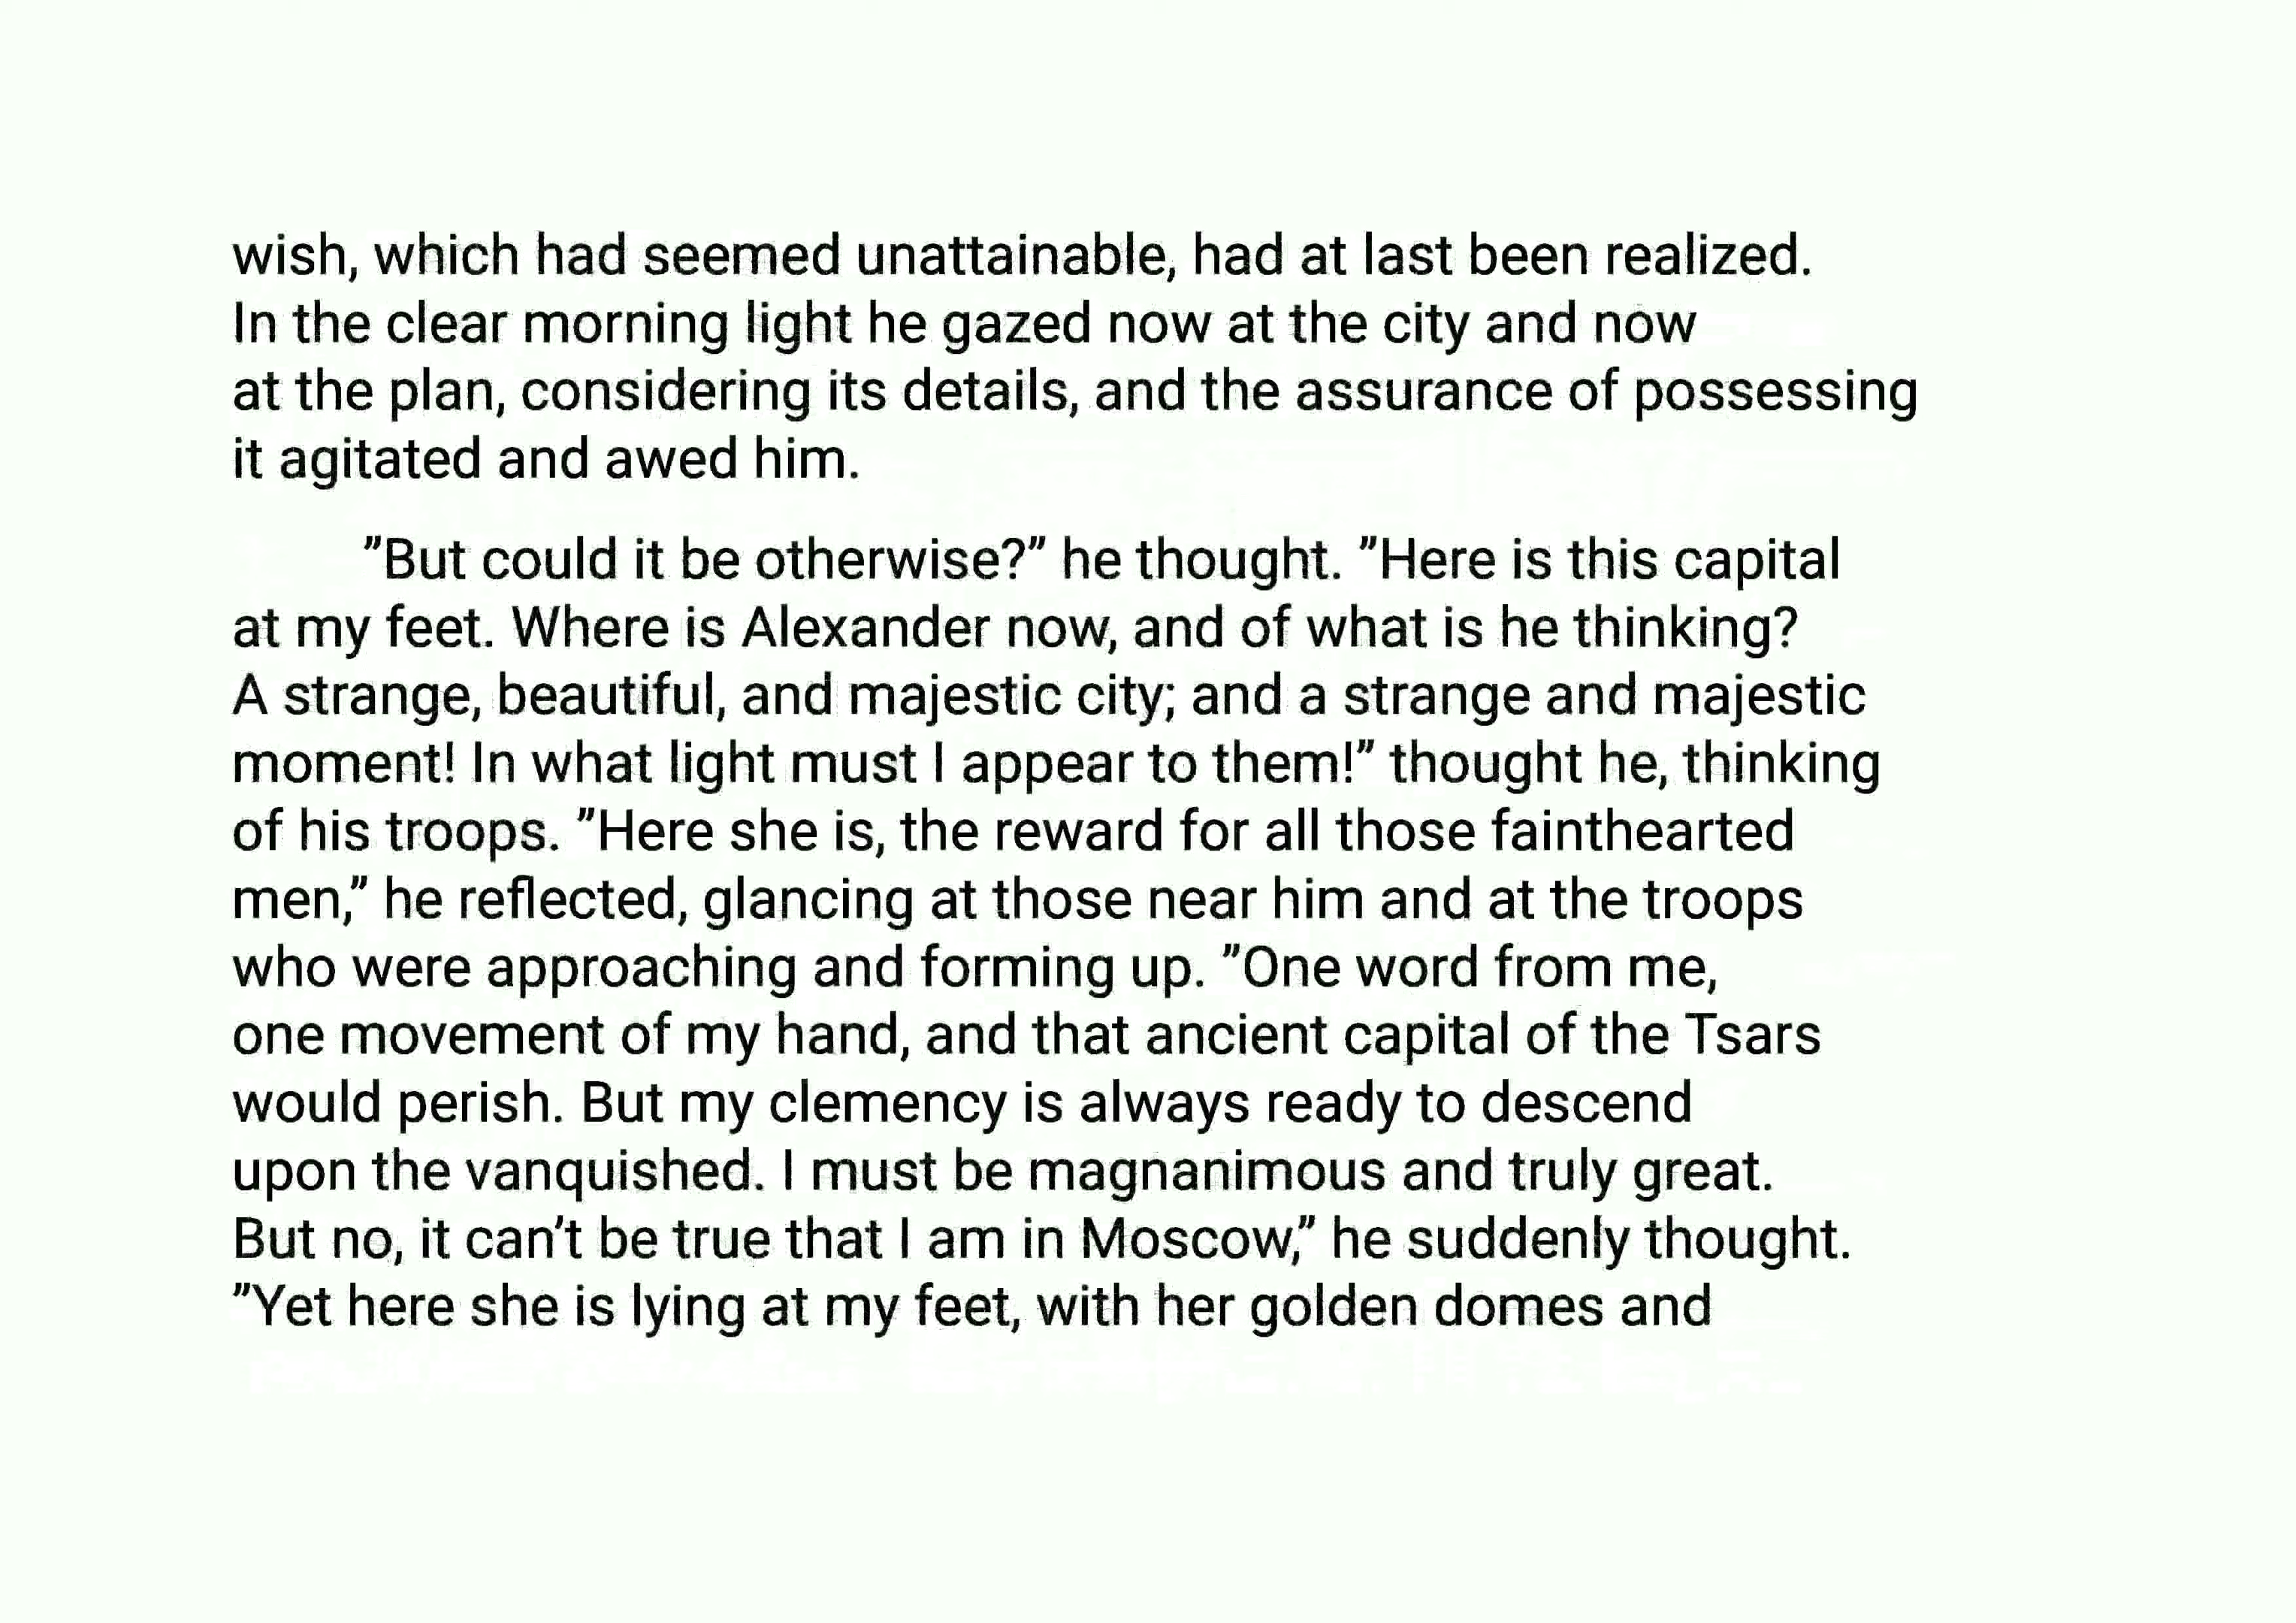 wish, which had seemed unattainable, had at last been realized.
In the clear morning light he gazed now at the city and now
at the plan, considering its details, and the assurance of possessing
it agitated and awed him.
”But could it be otherwise?” he thought. ”Here is this capital
at my feet. Where is Alexander now, and of what is he thinking?
A strange, beautiful, and majestic city; and a strange and majestic
moment! In what light must I appear to them!” thought he, thinking
of his troops. ”Here she is, the reward for all those fainthearted
men,” he reflected, glancing at those near him and at the troops
who were approaching and forming up. ”One word from me,
one movement of my hand, and that ancient capital of the Tsars
would perish. But my clemency is always ready to descend
upon the vanquished. I must be magnanimous and truly great.
But no, it can’t be true that I am in Moscow,” he suddenly thought.
”Yet here she is lying at my feet, with her golden domes and